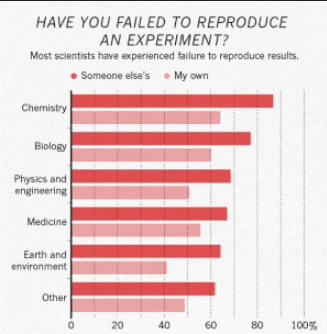 HAVE YOU FAILED TO REPRODUCE
AN EXPERIMENT?
Most scientists have experienced failure to reproduce results.
Someone else's My own
Chemistry
Biology
Physics and
engineering
Medicine
Earth and
environment
Other
0 20 40 60 80 100%